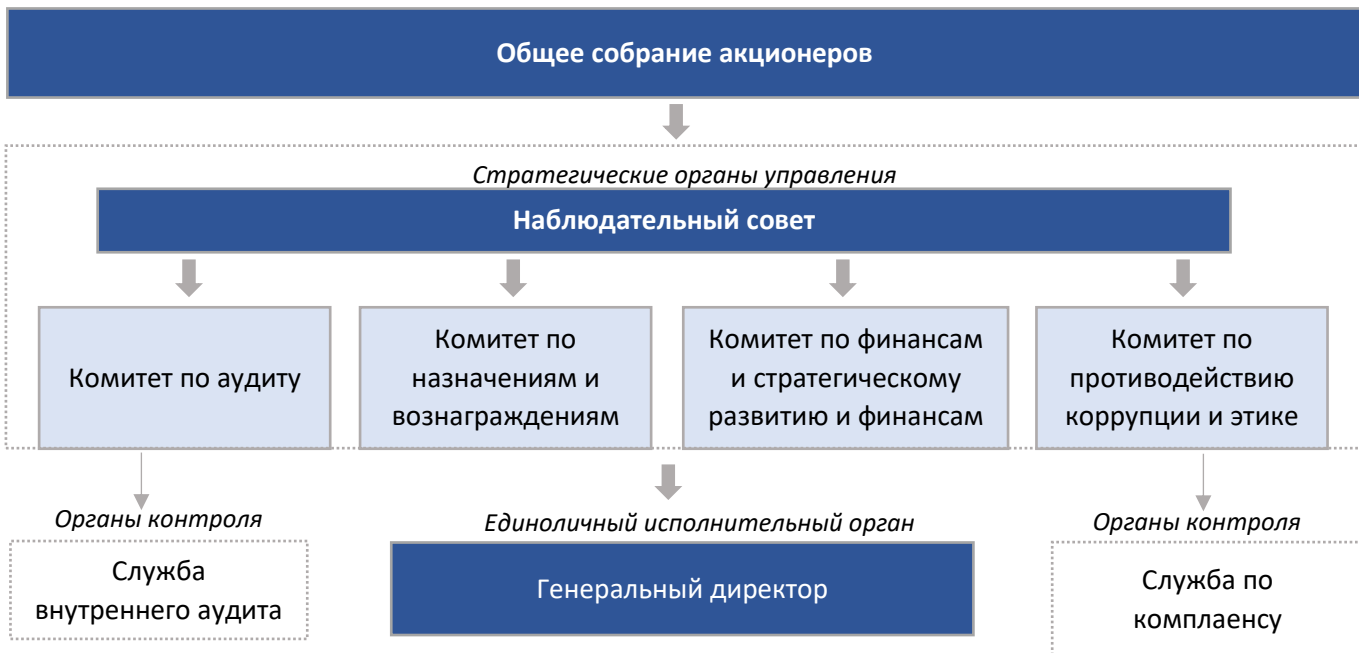 Общее собрание акционеров
Стратегические органы управления
Наблюдательный совет
Комитет по аудиту
Комитет по
назначениям и
вознаграждениям
Комитет по финансам
и стратегическому
развитию и финансам
Комитет по
противодействию
коррупции и этике
Органы контроля
Служба
внутреннего аудита
Единоличный исполнительный орган
Генеральный директор
Органы контроля
Служба по
комплаенсу